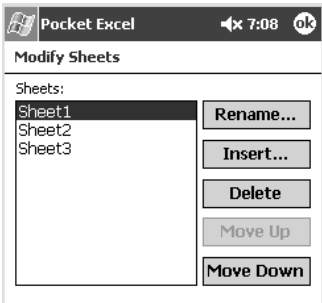 Pocket Excel 7:08 ok
Modify Sheets
Sheets:
Sheet1
Sheet2
Sheet3
Rename...
Insert...
Delete
Move Up
Move Down